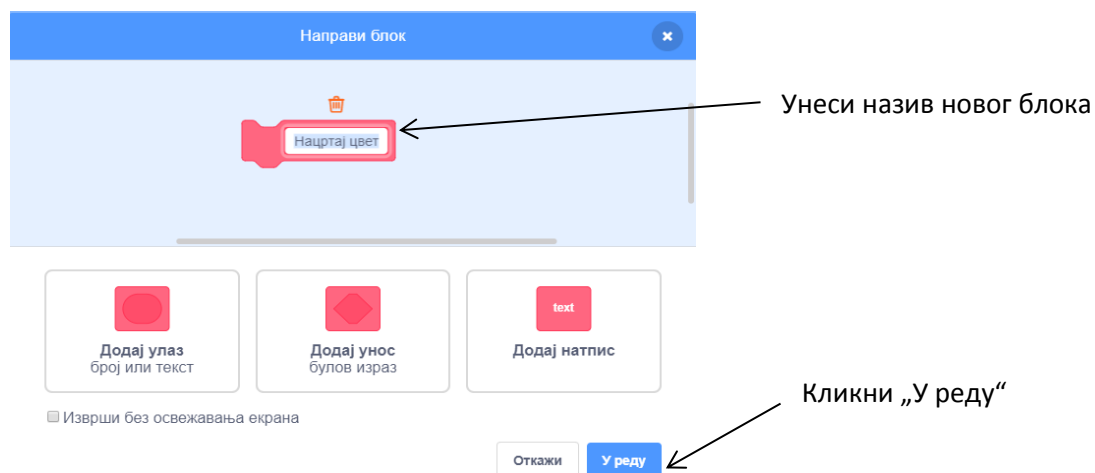 Направи блок
Унеси назив новог блока
Нацртај цвет
text
Додај улаз
број или текст
Додај унос
булов израз
Додај натпис
Изврши без освежавања екрана
Кликни „У реду“
Откажи
У реду